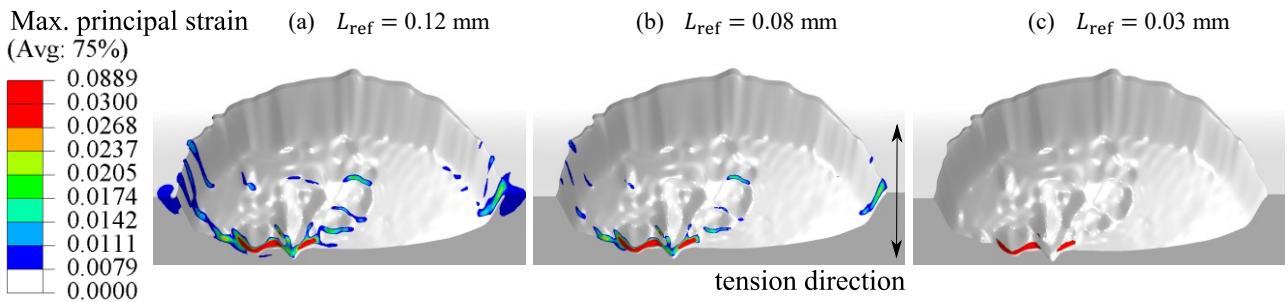 Max. principal strain
(Avg: 75%)
0.0889
0.0300
0.0268
0.0237
0.0205
0.0174
0.0142
0.0111
0.0079
0.0000
(a) L_ref = 0.12 mm
(b) L_ref = 0.08 mm
(c) L_ref = 0.03 mm
tension direction